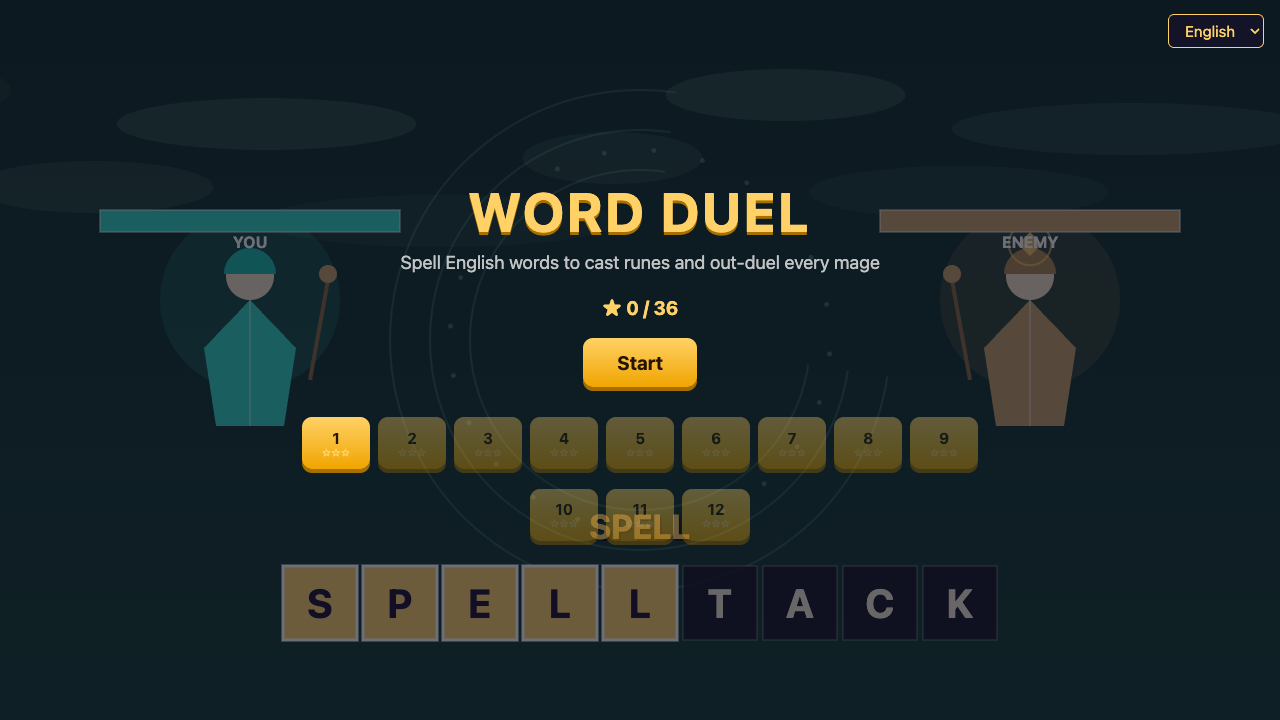 English
WORD DUEL
YOU
ENEMY
Spell English words to cast runes and out-duel every mage
0 / 36
Start
1 2 3 4 5 6 7 8 9
10 11 12
SPELL
S P E L L T A C K